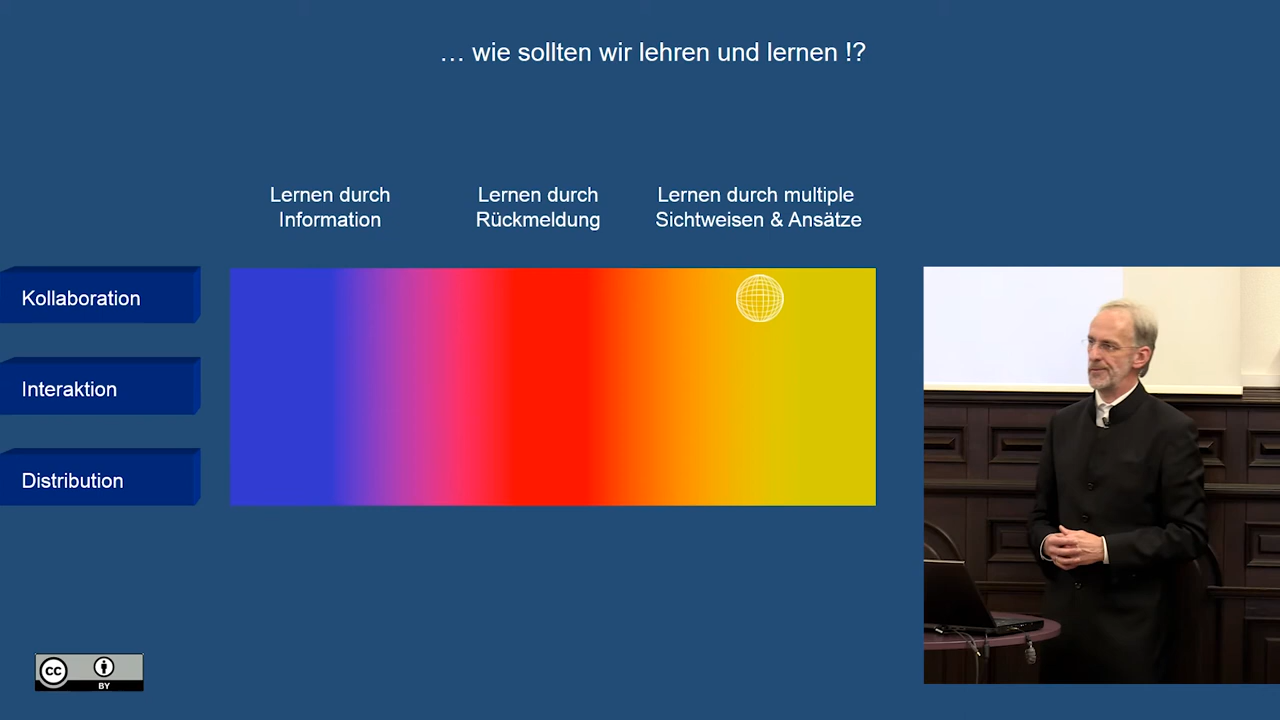 … wie sollten wir lehren und lernen !?
Lernen durch
Information
Lernen durch
Rückmeldung
Lernen durch multiple
Sichtweisen & Ansätze
Kollaboration
Interaktion
Distribution
cc
BY